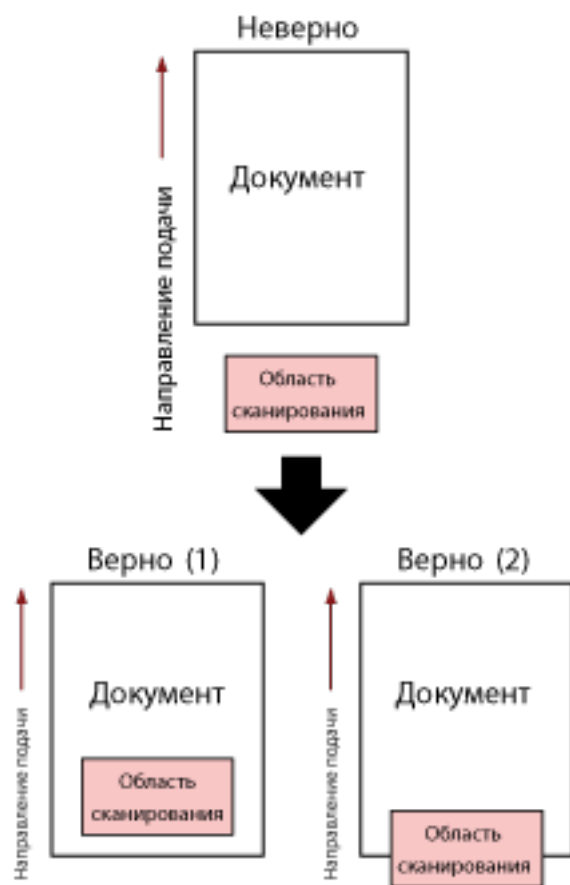 Неверно
Документ
Направление подачи
Область
сканирования
Верно (1)
Документ
Направление подачи
Область
сканирования
Верно (2)
Документ
Направление подачи
Область
сканирования